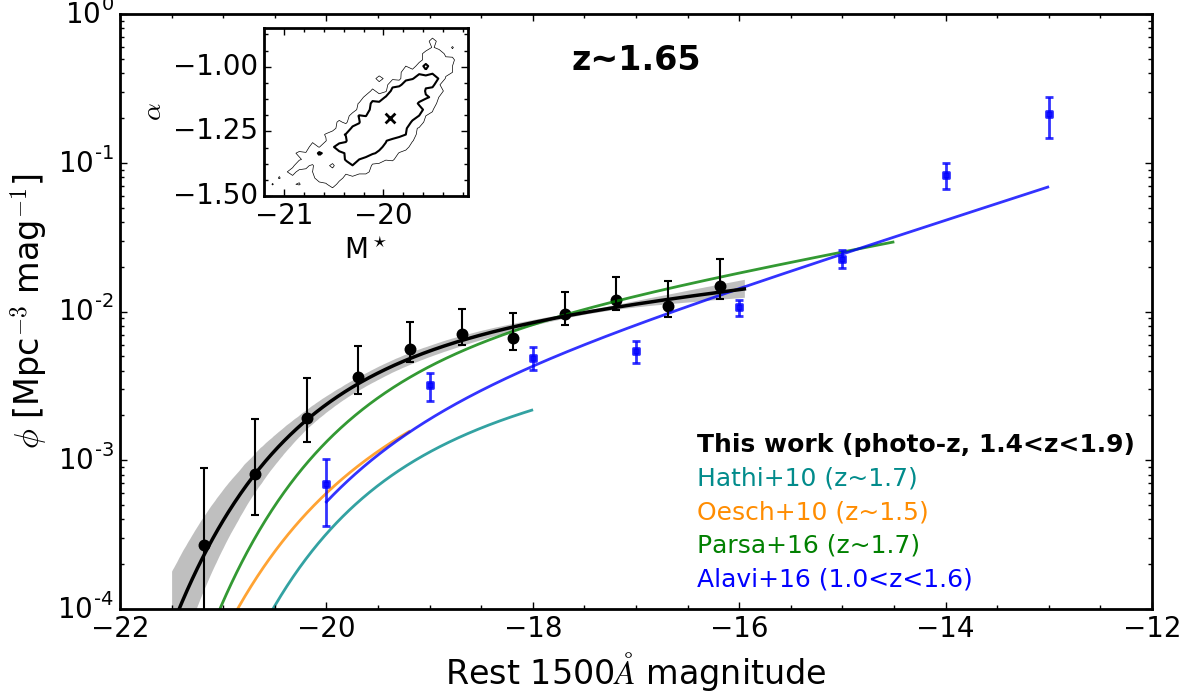 z~1.65
10⁰
10⁻¹
10⁻²
10⁻³
10⁻⁴
ϕ [Mpc⁻³ mag⁻¹]
−1.00
−1.25
−1.50
α
−21
−20
M⋆
This work (photo-z, 1.4<z<1.9)
Hathi+10 (z~1.7)
Oesch+10 (z~1.5)
Parsa+16 (z~1.7)
Alavi+16 (1.0<z<1.6)
−22
−20
−18
−16
−14
−12
Rest 1500Å magnitude